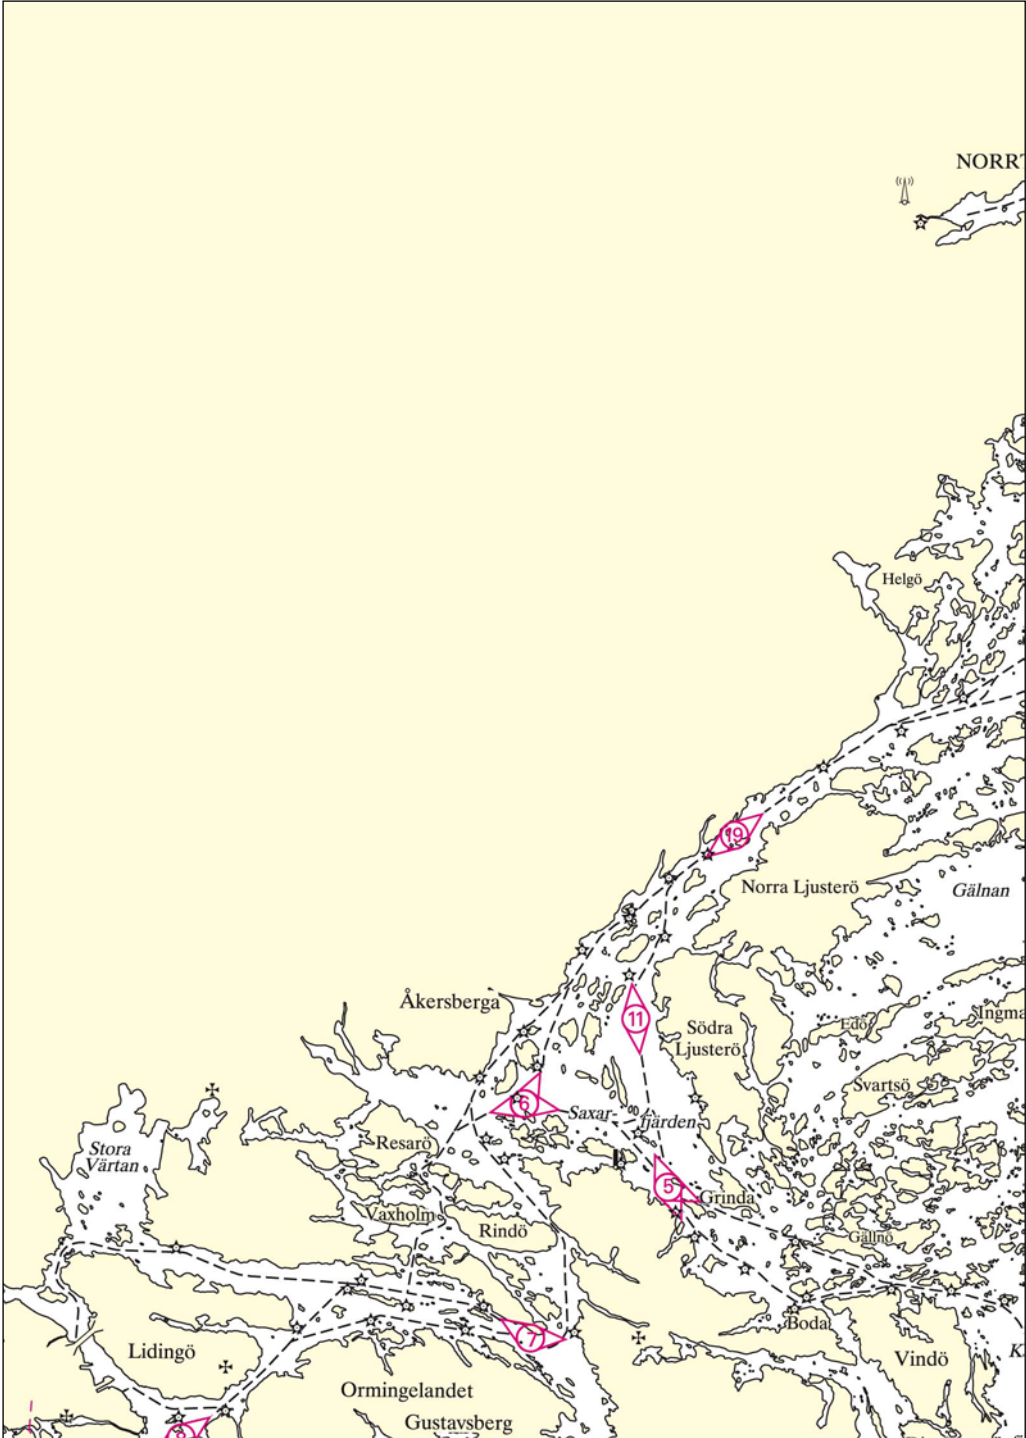 NORRT
Helgö
19
Norra Ljusterö
Gälnan
40
Åkersberga
11
Södra
Ljusterö
Edö
Ingma
Svartsö
6
Saxar-
fjärden
Stora
Värtan
Resarö
5
Grinda
Vaxholm
Rindö
Gällnö
7
Boda
Lidingö
Vindö
K
Ormingelandet
Gustavsberg